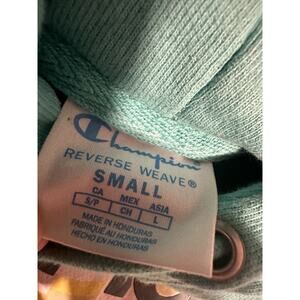 Champion
REVERSE WEAVE®
SMALL
CA MEX ASIA
S/P CH L
MADE IN HONDURAS
FABRIQUÉ AU HONDURAS
HECHO EN HONDURAS